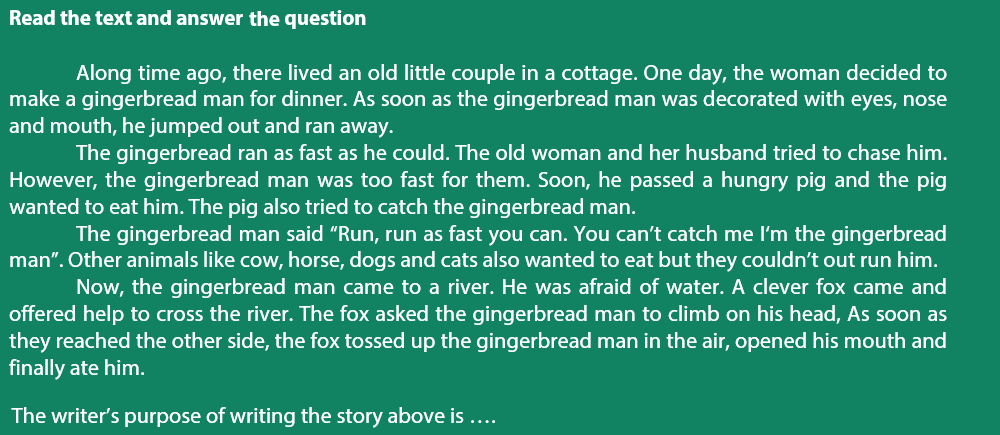 Read the text and answer the question
Along time ago, there lived an old little couple in a cottage. One day, the woman decided to
make a gingerbread man for dinner. As soon as the gingerbread man was decorated with eyes, nose
and mouth, he jumped out and ran away.
The gingerbread ran as fast as he could. The old woman and her husband tried to chase him.
However, the gingerbread man was too fast for them. Soon, he passed a hungry pig and the pig
wanted to eat him. The pig also tried to catch the gingerbread man.
The gingerbread man said “Run, run as fast you can. You can’t catch me I‘m the gingerbread
man”. Other animals like cow, horse, dogs and cats also wanted to eat but they couldn’t out run him.
Now, the gingerbread man came to a river. He was afraid of water. A clever fox came and
offered help to cross the river. The fox asked the gingerbread man to climb on his head, As soon as
they reached the other side, the fox tossed up the gingerbread man in the air, opened his mouth and
finally ate him.
The writer’s purpose of writing the story above is ….